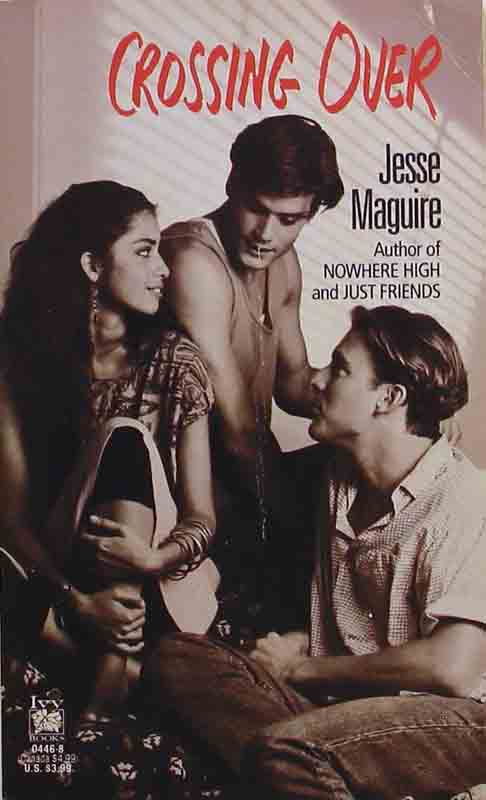 CROSSING OVER
Jesse
Maguire
Author of
NOWHERE HIGH
and JUST FRIENDS
IVY
BOOKS
0446-8
Canada $4.99
U.S. $3.99